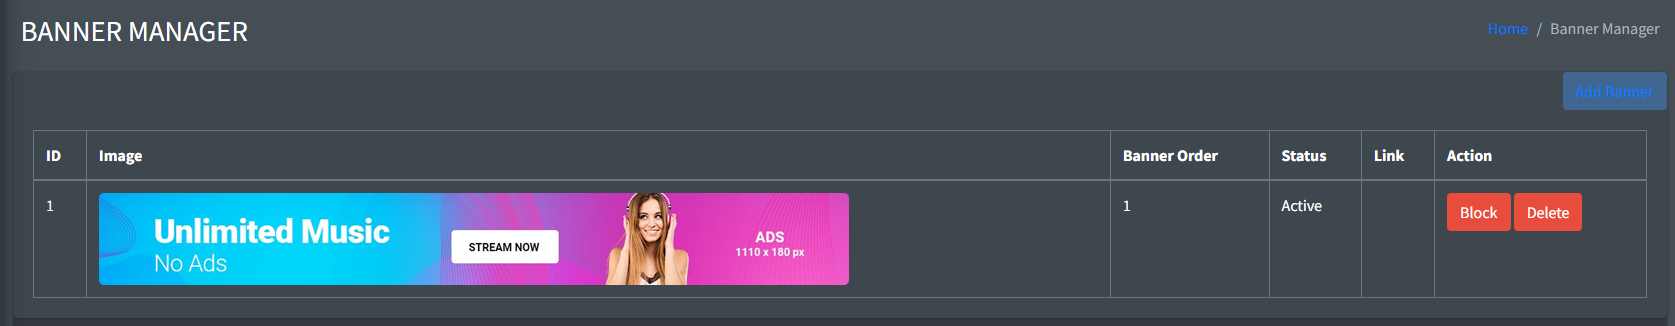 BANNER MANAGER
Home / Banner Manager
Add Banner
ID Image Banner Order Status Link Action
1 1 Active Block Delete
Unlimited Music
No Ads
STREAM NOW
ADS
1110 x 180 px